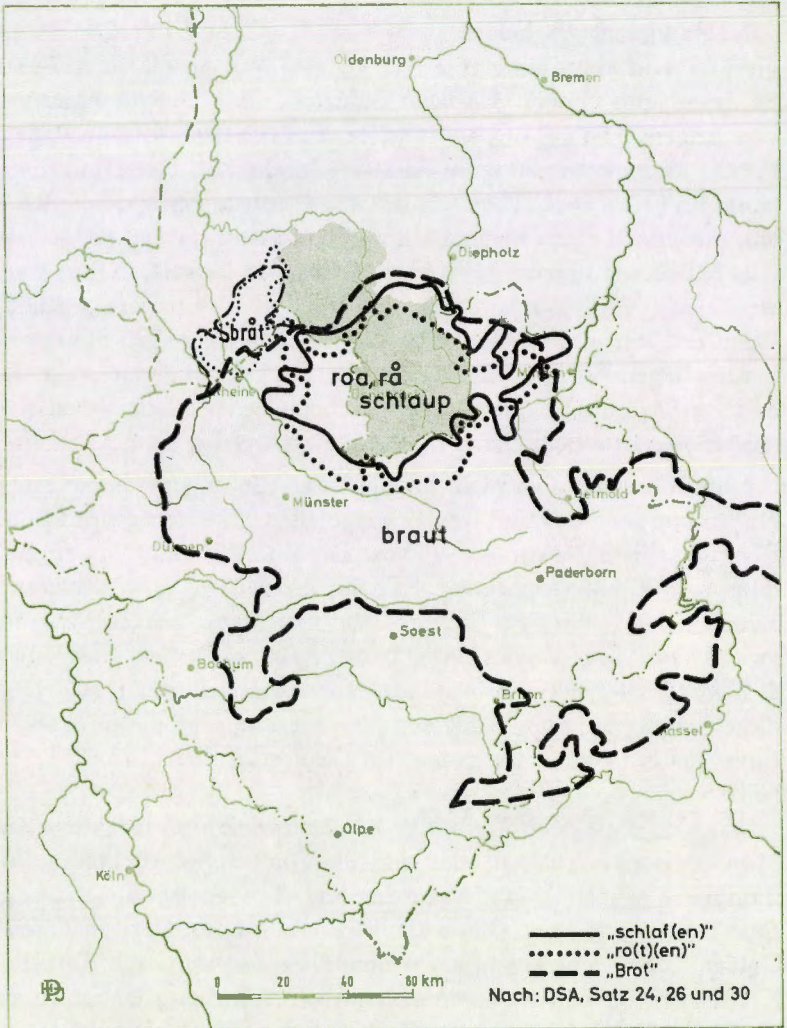 Oldenburg
Bremen
Diepholz
bråt
Rheine
roa, rå
schlaup
Münster
Detmold
braut
Dülmen
Paderborn
Soest
Bochum
Brilon
Kassel
Olpe
Köln
„schlaf(en)"
„ro(t)(en)"
„Brot"
0 20 40 60 km
Nach: DSA, Satz 24, 26 und 30